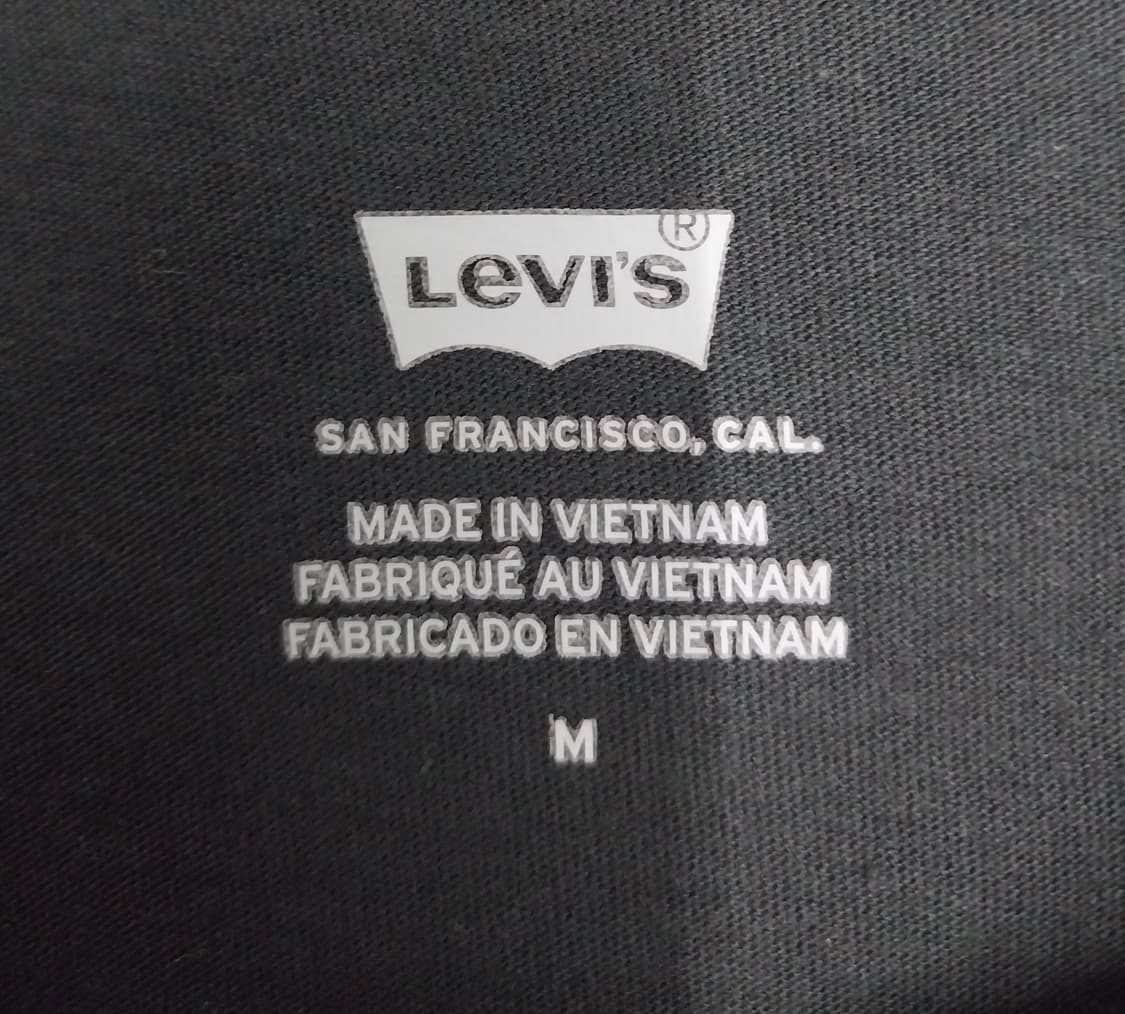 LEVI'S®
SAN FRANCISCO, CAL.
MADE IN VIETNAM
FABRIQUÉ AU VIETNAM
FABRICADO EN VIETNAM
M